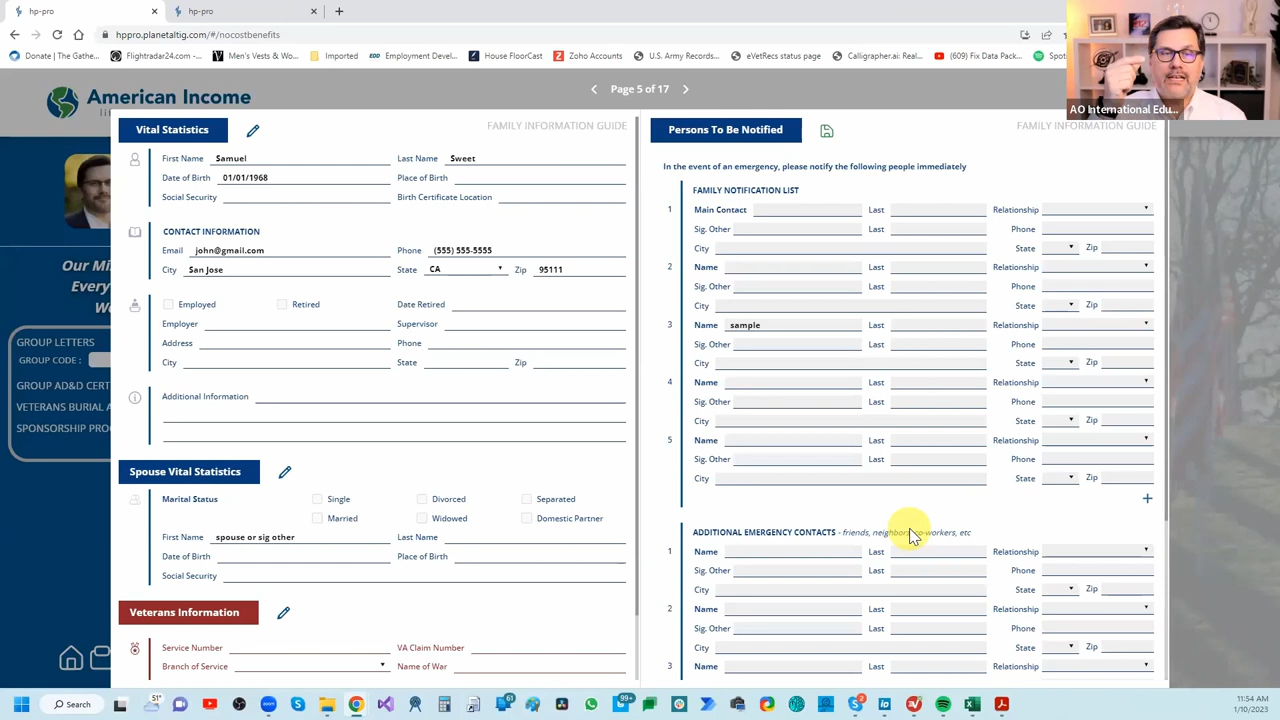 hp-pro
hp-pro
hppro.planetaltig.com/#/nocostbenefits
Donate | The Gathe...
Flightradar24.com -...
Men's Vests & Wo...
Imported
EDD
Employment Devel...
House FloorCast
Zoho Accounts
U.S. Army Records...
eVetRecs status page
Calligrapher.ai: Real...
(609) Fix Data Pack...
Spot
AO International Edu...
American Income
Page 5 of 17
Our Mi
Every
GROUP LETTERS
GROUP CODE :
GROUP AD&D CERT
VETERANS BURIAL A
SPONSORSHIP PRO
Vital Statistics
FAMILY INFORMATION GUIDE
First Name Samuel Last Name Sweet
Date of Birth 01/01/1968 Place of Birth
Social Security Birth Certificate Location
CONTACT INFORMATION
Email john@gmail.com Phone (555) 555-5555
City San Jose State CA Zip 95111
Employed Retired Date Retired
Employer Supervisor
Address Phone
City State Zip
Additional Information
Spouse Vital Statistics
Marital Status Single Divorced Separated
Married Widowed Domestic Partner
First Name spouse or sig other Last Name
Date of Birth Place of Birth
Social Security
Veterans Information
Service Number VA Claim Number
Branch of Service Name of War
Persons To Be Notified
FAMILY INFORMATION GUIDE
In the event of an emergency, please notify the following people immediately
FAMILY NOTIFICATION LIST
1 Main Contact Last Relationship
Sig. Other Last Phone
City State Zip
2 Name Last Relationship
Sig. Other Last Phone
City State Zip
3 Name sample Last Relationship
Sig. Other Last Phone
City State Zip
4 Name Last Relationship
Sig. Other Last Phone
City State Zip
5 Name Last Relationship
Sig. Other Last Phone
City State Zip
ADDITIONAL EMERGENCY CONTACTS - friends, neighbors, co-workers, etc
1 Name Last Relationship
Sig. Other Last Phone
City State Zip
2 Name Last Relationship
Sig. Other Last Phone
City State Zip
3 Name Last Relationship
51°
Search
61
99+
2
11:54 AM
1/10/2023